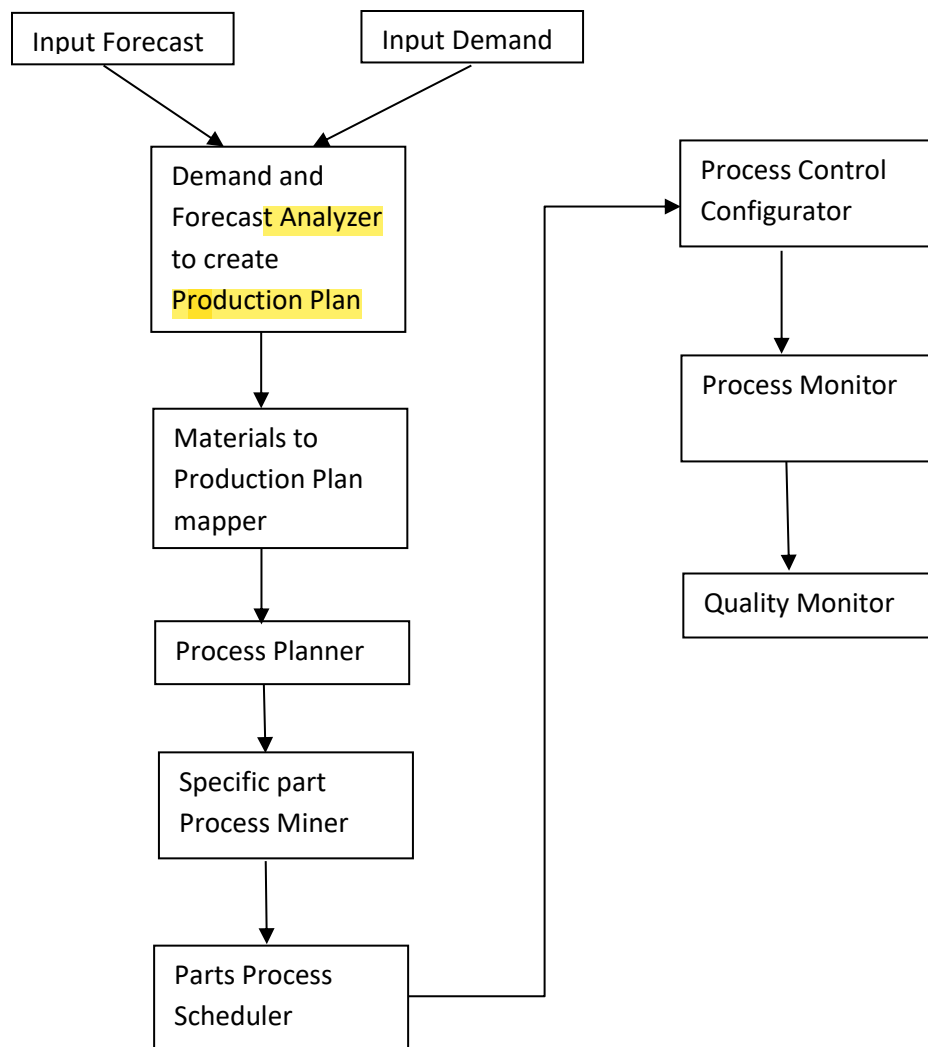 Input Forecast
Input Demand
Demand and
Forecast Analyzer
to create
Production Plan
Materials to
Production Plan
mapper
Process Planner
Specific part
Process Miner
Parts Process
Scheduler
Process Control
Configurator
Process Monitor
Quality Monitor